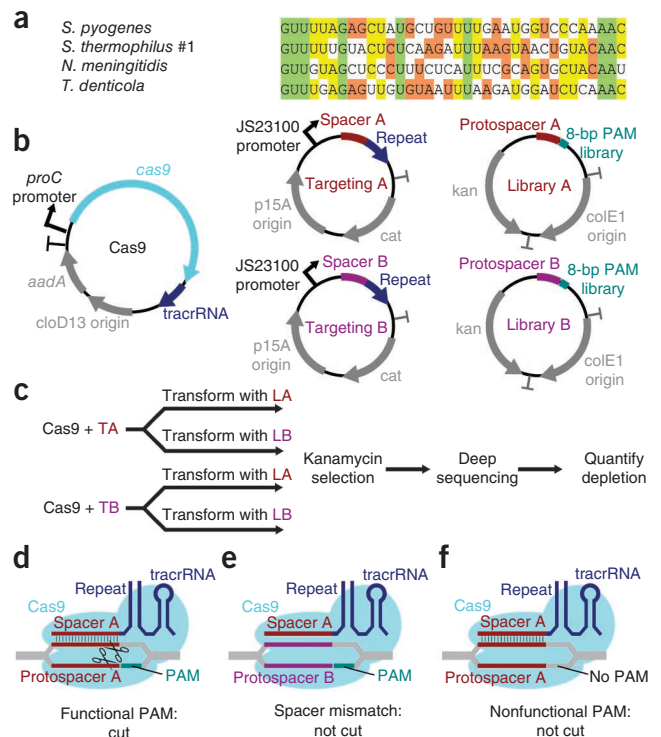 a
S. pyogenes
S. thermophilus #1
N. meningitidis
T. denticola
GUUUUAGAGCUAUGCUGUUUUGAAUGGUCCCAAAAC
GUUUUUGUACUCUCAAGAUUUAAGUAACUGUACAAC
GUUGUAGCUCCCUUUCUCAUUUCGCAGUGCUACAAU
GUUUGAGAGUUGUGUAAUUUAAGAUGGAUCUCAAAC
b
proC
promoter
cas9
Cas9
aadA
cloD13 origin
tracrRNA
JS23100
promoter
Spacer A
Repeat
Targeting A
p15A
origin
cat
Protospacer A
8-bp PAM
library
kan
Library A
colE1
origin
JS23100
promoter
Spacer B
Repeat
Targeting B
p15A
origin
cat
Protospacer B
8-bp PAM
library
kan
Library B
colE1
origin
c
Cas9 + TA
Transform with LA
Transform with LB
Cas9 + TB
Transform with LA
Transform with LB
Kanamycin
selection
Deep
sequencing
Quantify
depletion
d
tracrRNA
Repeat
Cas9
Spacer A
Protospacer A
PAM
Functional PAM:
cut
e
tracrRNA
Repeat
Cas9
Spacer A
Protospacer B
PAM
Spacer mismatch:
not cut
f
tracrRNA
Repeat
Cas9
Spacer A
Protospacer A
No PAM
Nonfunctional PAM:
not cut